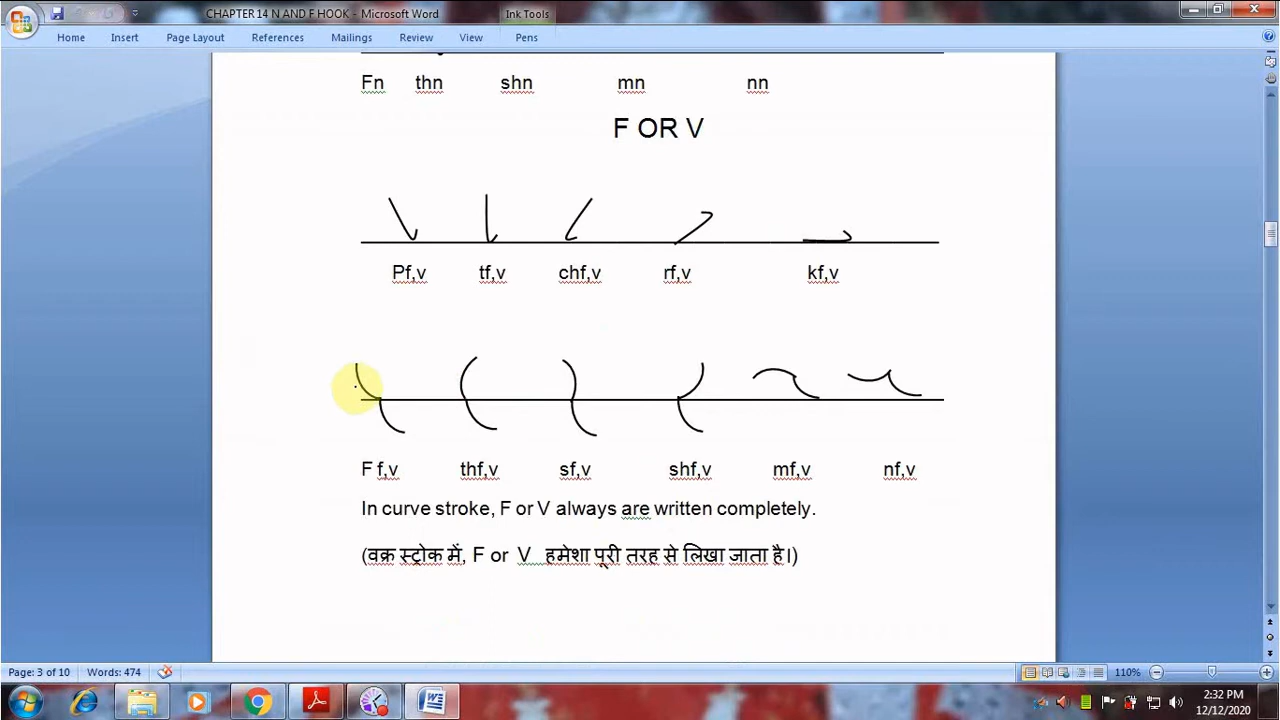 CHAPTER 14 N AND F HOOK - Microsoft Word
Ink Tools
Home Insert Page Layout References Mailings Review View Pens
Fn thn shn mn nn
F OR V
Pf,v tf,v chf,v rf,v kf,v
F f,v thf,v sf,v shf,v mf,v nf,v
In curve stroke, F or V always are written completely.
(वक्र स्ट्रोक में, F or V हमेशा पूरी तरह से लिखा जाता है।)
Page: 3 of 10 Words: 474 110%
2:32 PM
12/12/2020